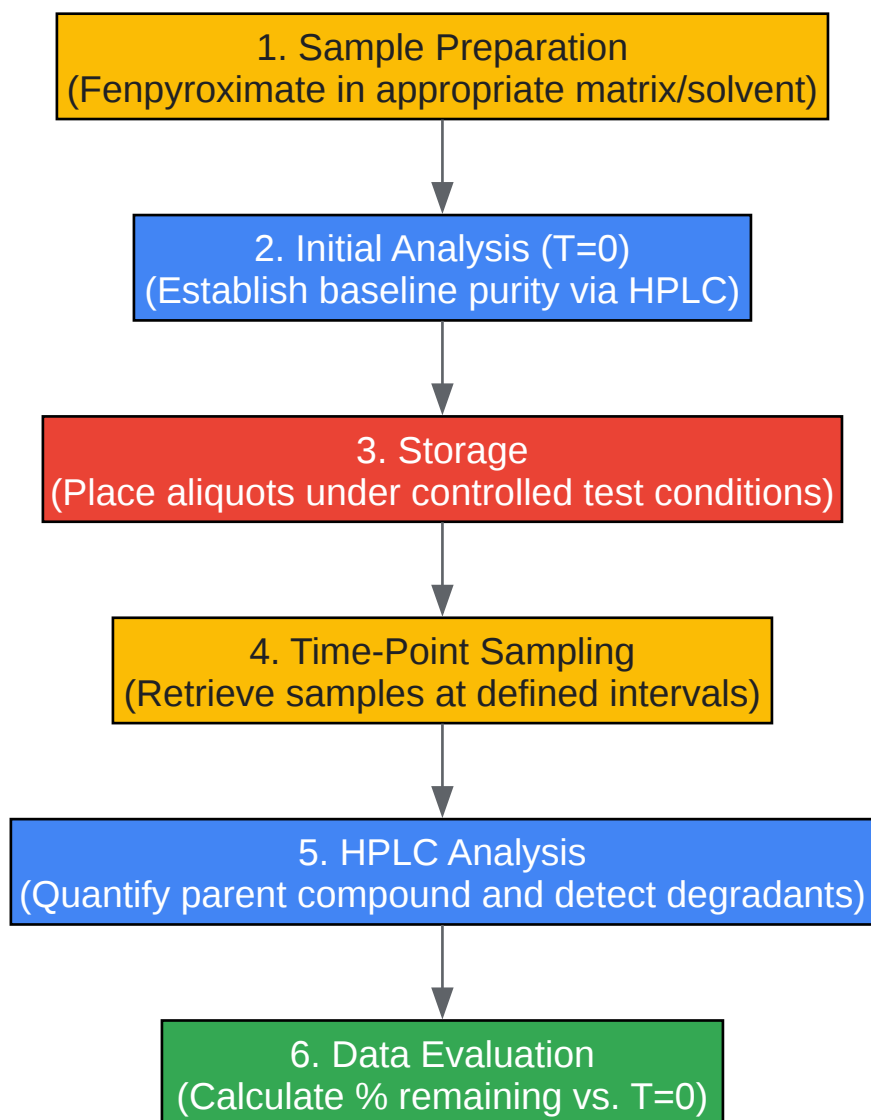 1. Sample Preparation
(Fenpyroximate in appropriate matrix/solvent)
2. Initial Analysis (T=0)
(Establish baseline purity via HPLC)
3. Storage
(Place aliquots under controlled test conditions)
4. Time-Point Sampling
(Retrieve samples at defined intervals)
5. HPLC Analysis
(Quantify parent compound and detect degradants)
6. Data Evaluation
(Calculate % remaining vs. T=0)